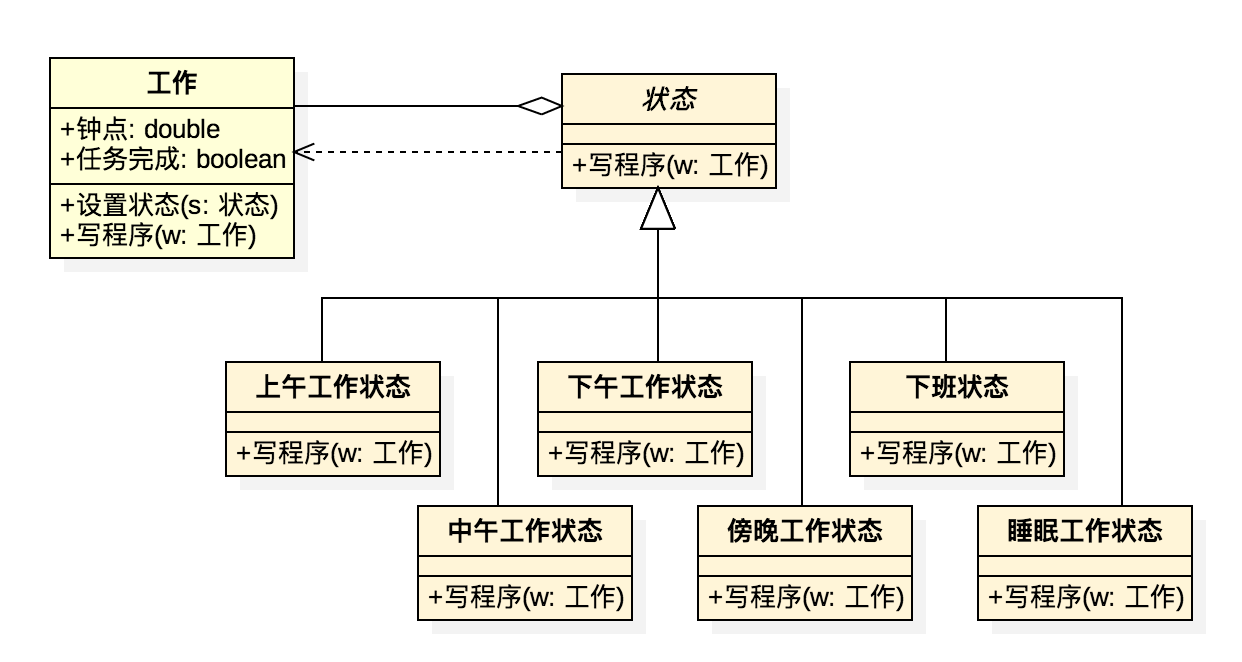 工作
+钟点: double
+任务完成: boolean
+设置状态(s: 状态)
+写程序(w: 工作)
状态
+写程序(w: 工作)
上午工作状态
+写程序(w: 工作)
下午工作状态
+写程序(w: 工作)
下班状态
+写程序(w: 工作)
中午工作状态
+写程序(w: 工作)
傍晚工作状态
+写程序(w: 工作)
睡眠工作状态
+写程序(w: 工作)